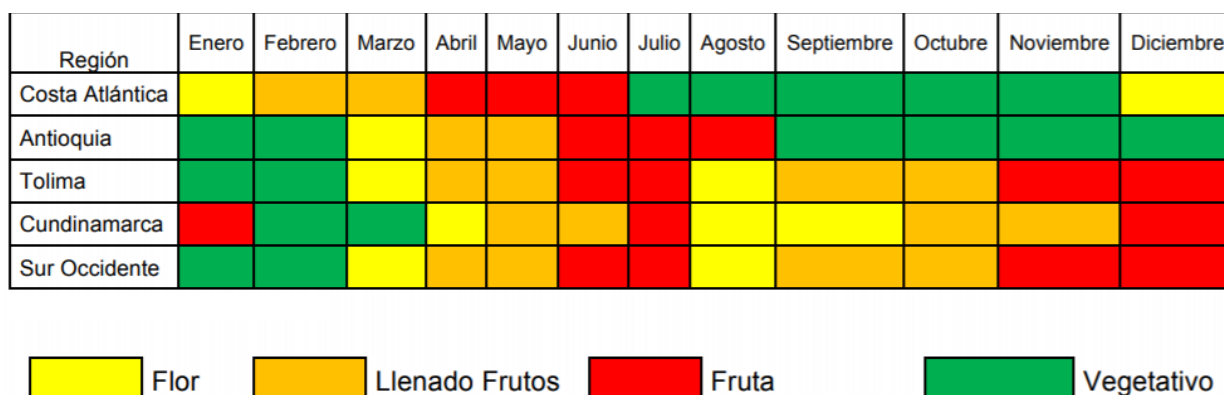 Región Enero Febrero Marzo Abril Mayo Junio Julio Agosto Septiembre Octubre Noviembre Diciembre
Costa Atlántica
Antioquia
Tolima
Cundinamarca
Sur Occidente
Flor Llenado Frutos Fruta Vegetativo